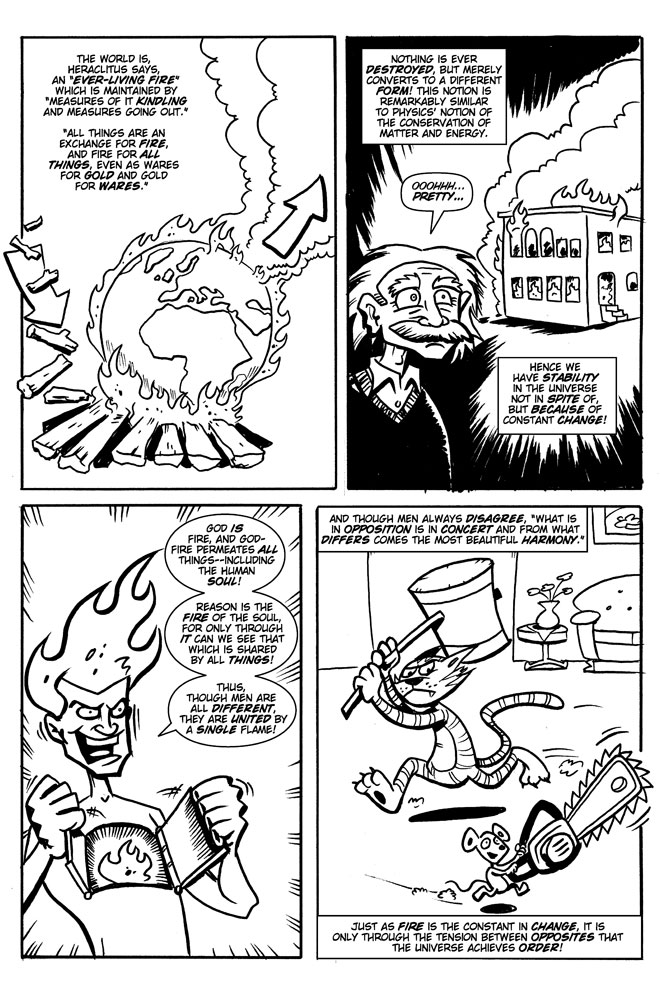 THE WORLD IS,
HERACLITUS SAYS,
AN "EVER-LIVING FIRE"
WHICH IS MAINTAINED BY
"MEASURES OF IT KINDLING
AND MEASURES GOING OUT."
"ALL THINGS ARE AN
EXCHANGE FOR FIRE,
AND FIRE FOR ALL
THINGS, EVEN AS WARES
FOR GOLD AND GOLD
FOR WARES."
NOTHING IS EVER
DESTROYED, BUT MERELY
CONVERTS TO A DIFFERENT
FORM! THIS NOTION IS
REMARKABLY SIMILAR
TO PHYSICS' NOTION OF
THE CONSERVATION OF
MATTER AND ENERGY.
OOOHHH...
PRETTY...
HENCE WE
HAVE STABILITY
IN THE UNIVERSE
NOT IN SPITE OF,
BUT BECAUSE OF
CONSTANT CHANGE!
GOD IS
FIRE, AND GOD-
FIRE PERMEATES ALL
THINGS--INCLUDING
THE HUMAN
SOUL!
REASON IS THE
FIRE OF THE SOUL,
FOR ONLY THROUGH
IT CAN WE SEE THAT
WHICH IS SHARED
BY ALL THINGS!
THUS,
THOUGH MEN ARE
ALL DIFFERENT,
THEY ARE UNITED BY
A SINGLE FLAME!
AND THOUGH MEN ALWAYS DISAGREE, "WHAT IS
IN OPPOSITION IS IN CONCERT AND FROM WHAT
DIFFERS COMES THE MOST BEAUTIFUL HARMONY."
JUST AS FIRE IS THE CONSTANT IN CHANGE, IT IS
ONLY THROUGH THE TENSION BETWEEN OPPOSITES THAT
THE UNIVERSE ACHIEVES ORDER!